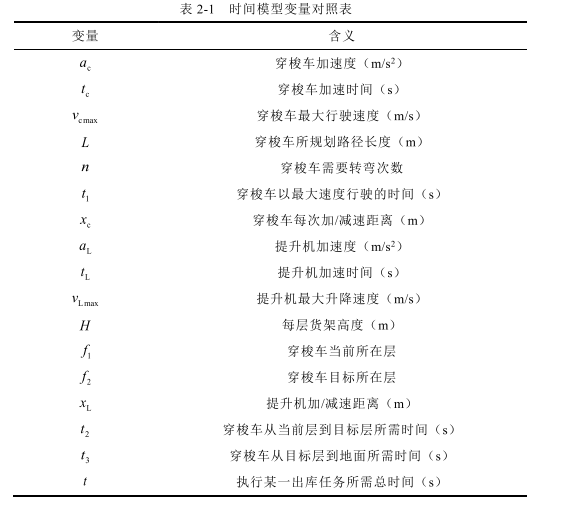 表 2-1 时间模型变量对照表
变量 含义
a_c 穿梭车加速度（m/s²）
t_c 穿梭车加速时间（s）
v_cmax 穿梭车最大行驶速度（m/s）
L 穿梭车所规划路径长度（m）
n 穿梭车需要转弯次数
t_1 穿梭车以最大速度行驶的时间（s）
x_c 穿梭车每次加/减速距离（m）
a_L 提升机加速度（m/s²）
t_L 提升机加速时间（s）
v_Lmax 提升机最大升降速度（m/s）
H 每层货架高度（m）
f_1 穿梭车当前所在层
f_2 穿梭车目标所在层
x_L 提升机加/减速距离（m）
t_2 穿梭车从当前层到目标层所需时间（s）
t_3 穿梭车从目标层到地面所需时间（s）
t 执行某一出库任务所需总时间（s）